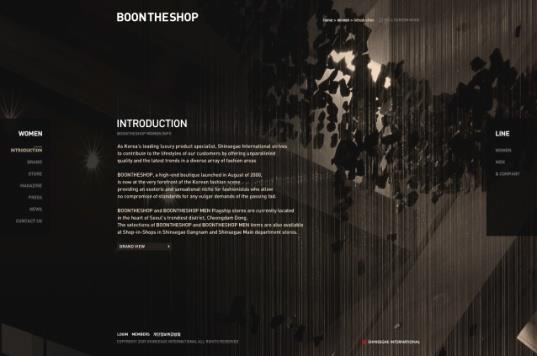 BOONTHESHOP
Home > Women > Introduction
WOMEN
INTRODUCTION
BRAND
STORE
MAGAZINE
PRESS
NEWS
CONTACT US
INTRODUCTION
BOONTHESHOP WOMEN INFO
As Korea's leading luxury product specialist, Shinsegae International strives
to contribute to the lifestyles of our customers by offering unparalleled
quality and the latest trends in a diverse array of fashion areas
BOONTHESHOP, a high-end boutique launched in August of 2000,
is now at the very forefront of the Korean fashion scene
providing an esoteric and sensational niche for fashionistas who allow
no compromise of standards for any vulgar demands of the passing fad.
BOONTHESHOP and BOONTHESHOP MEN Flagship stores are currently located
in the heart of Seoul's trendiest district, Cheongdam Dong.
The selections of BOONTHESHOP and BOONTHESHOP MEN items are also available
at Shop-in-Shops in Shinsegae Gangnam and Shinsegae Main department stores.
BRAND VIEW
LINE
WOMEN
MEN
LOGIN MEMBERS 개인정보취급방침
SHINSEGAE INTERNATIONAL ALL RIGHTS RESERVED
SHINSEGAE INTERNATIONAL